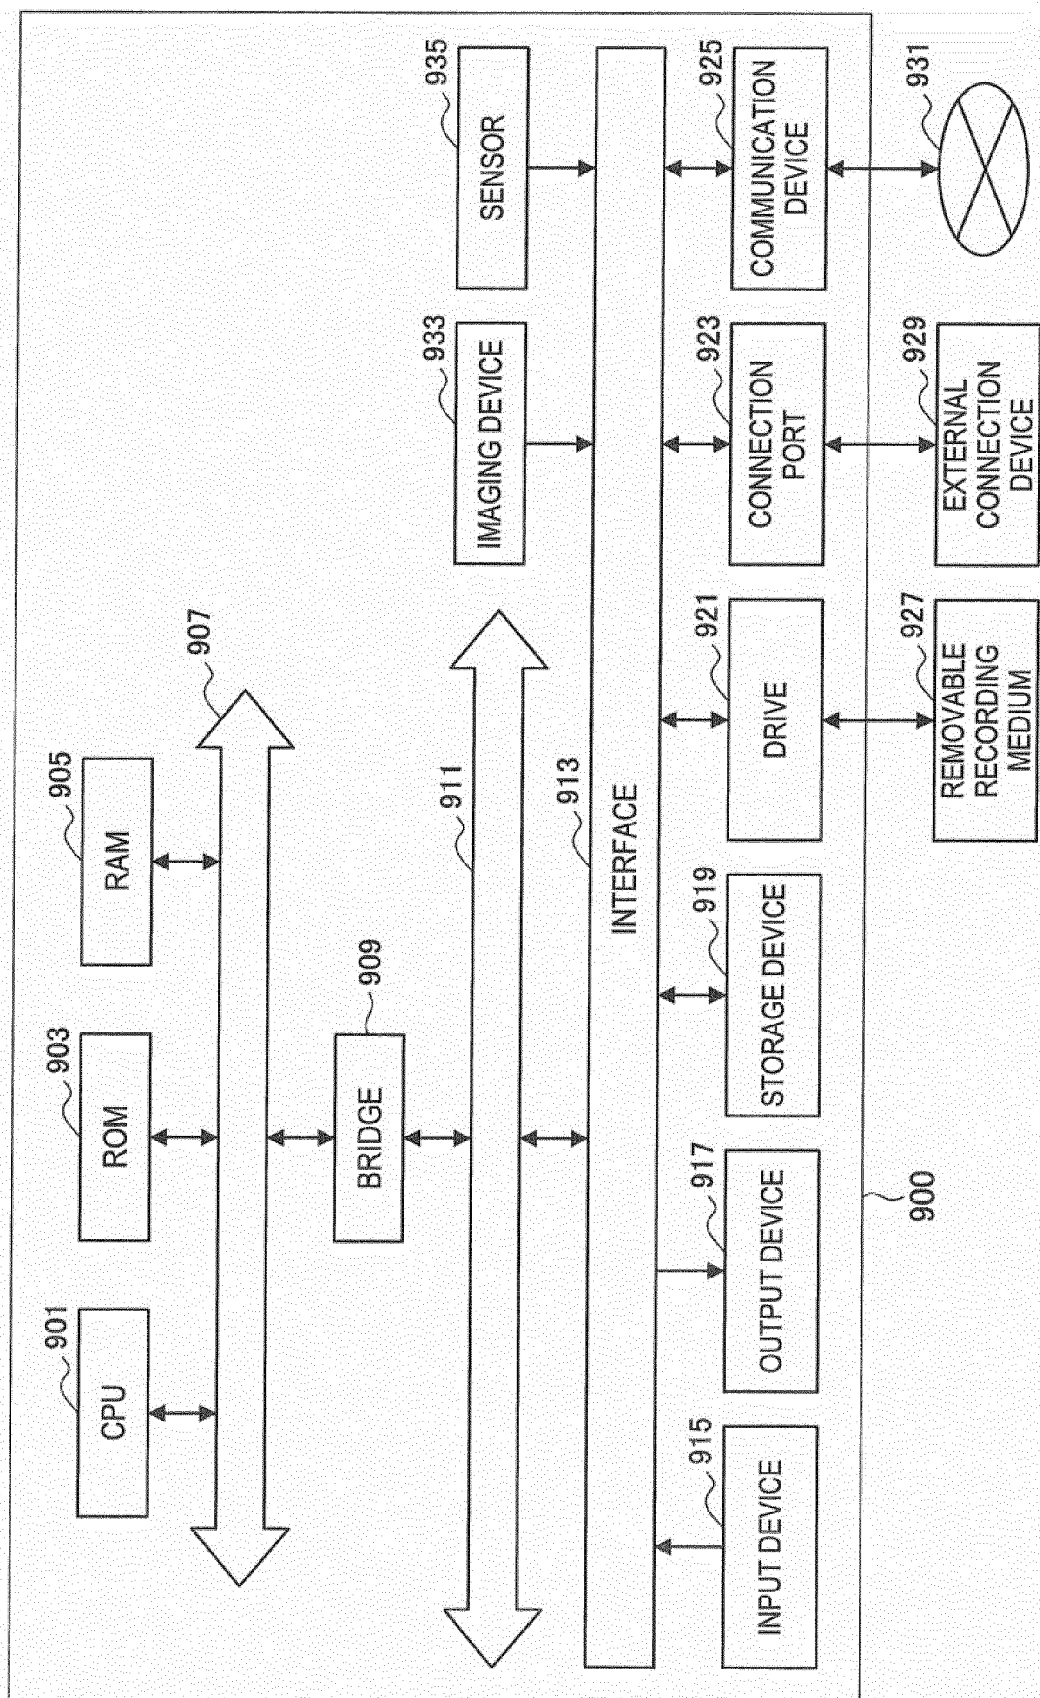 901
CPU
903
ROM
905
RAM
907
909
BRIDGE
911
933
IMAGING DEVICE
935
SENSOR
913
INTERFACE
915
INPUT DEVICE
917
OUTPUT DEVICE
919
STORAGE DEVICE
921
DRIVE
923
CONNECTION
PORT
925
COMMUNICATION
DEVICE
900
927
REMOVABLE
RECORDING
MEDIUM
929
EXTERNAL
CONNECTION
DEVICE
931